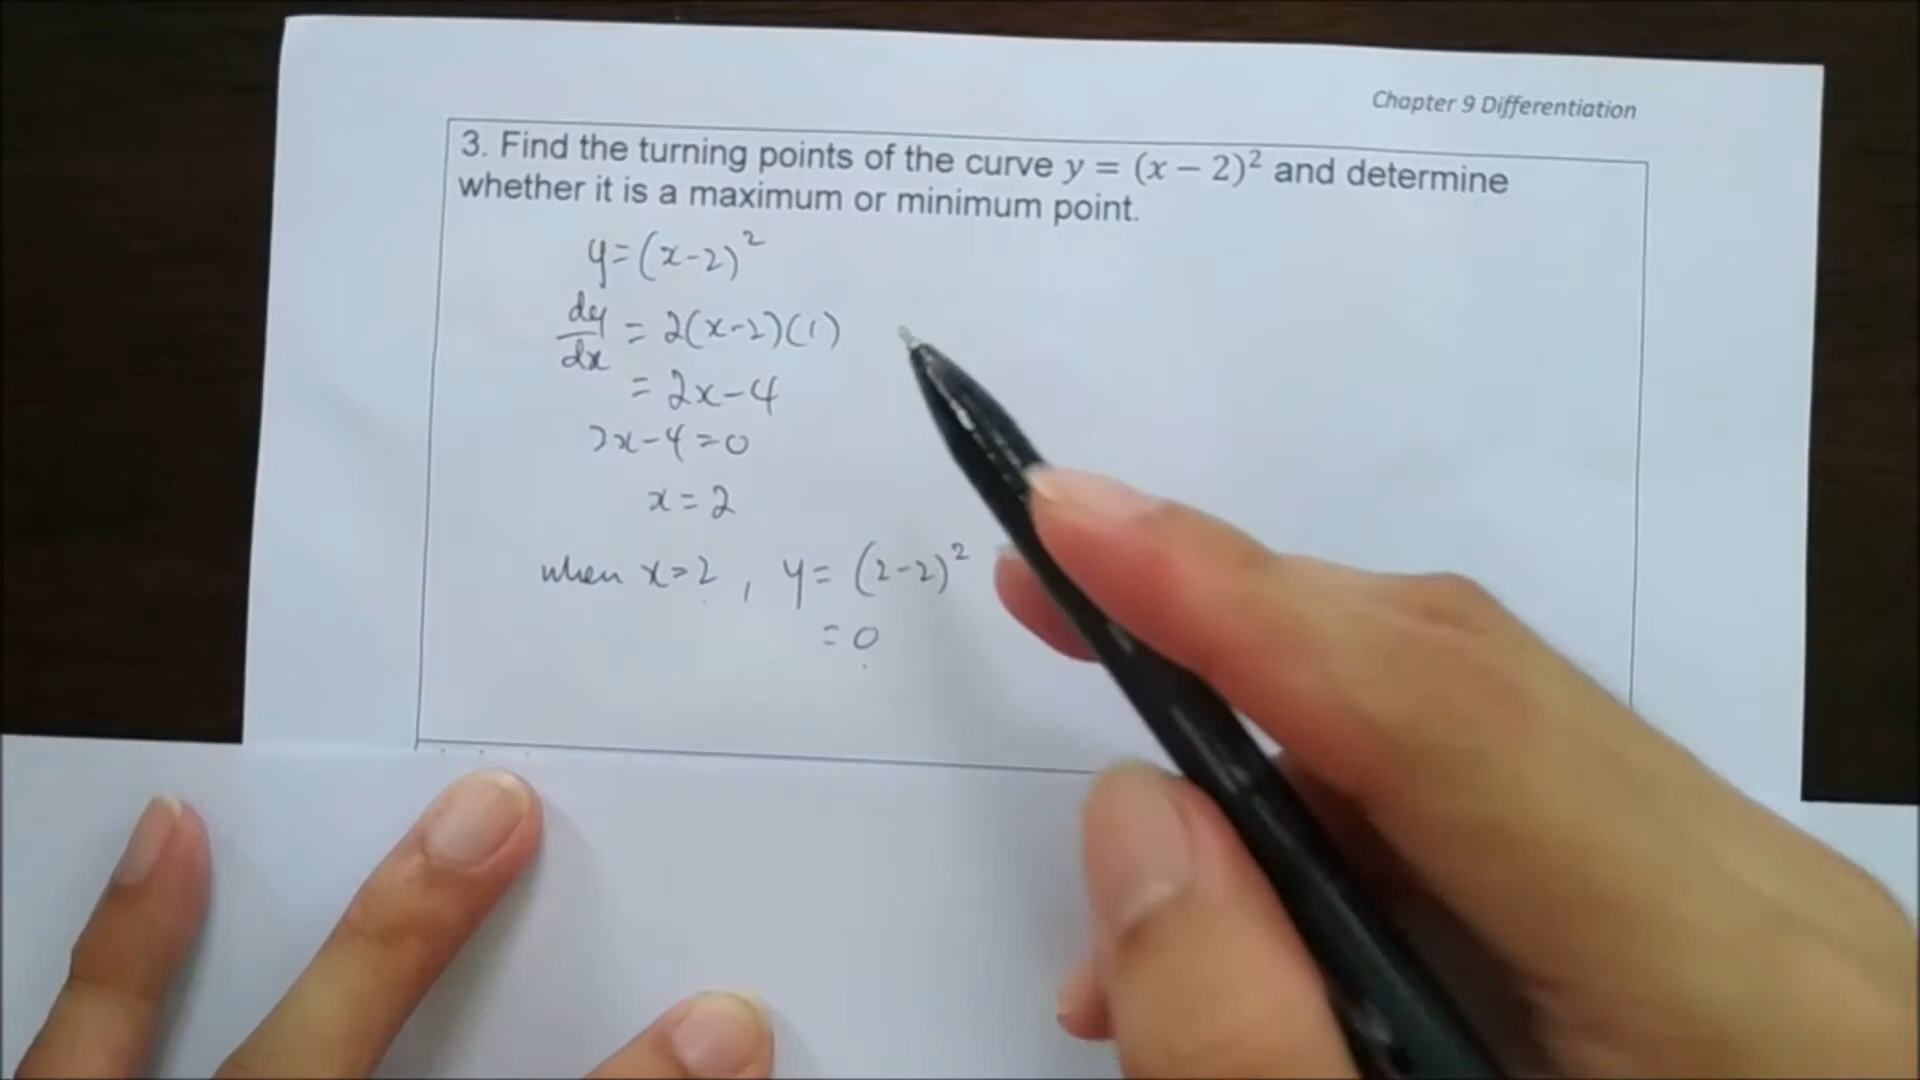 Chapter 9 Differentiation
3. Find the turning points of the curve y = (x − 2)² and determine
whether it is a maximum or minimum point.
y=(x-2)²
dy/dx = 2(x-2)(1)
= 2x-4
2x-4=0
x=2
when x=2, y= (2-2)²
=0